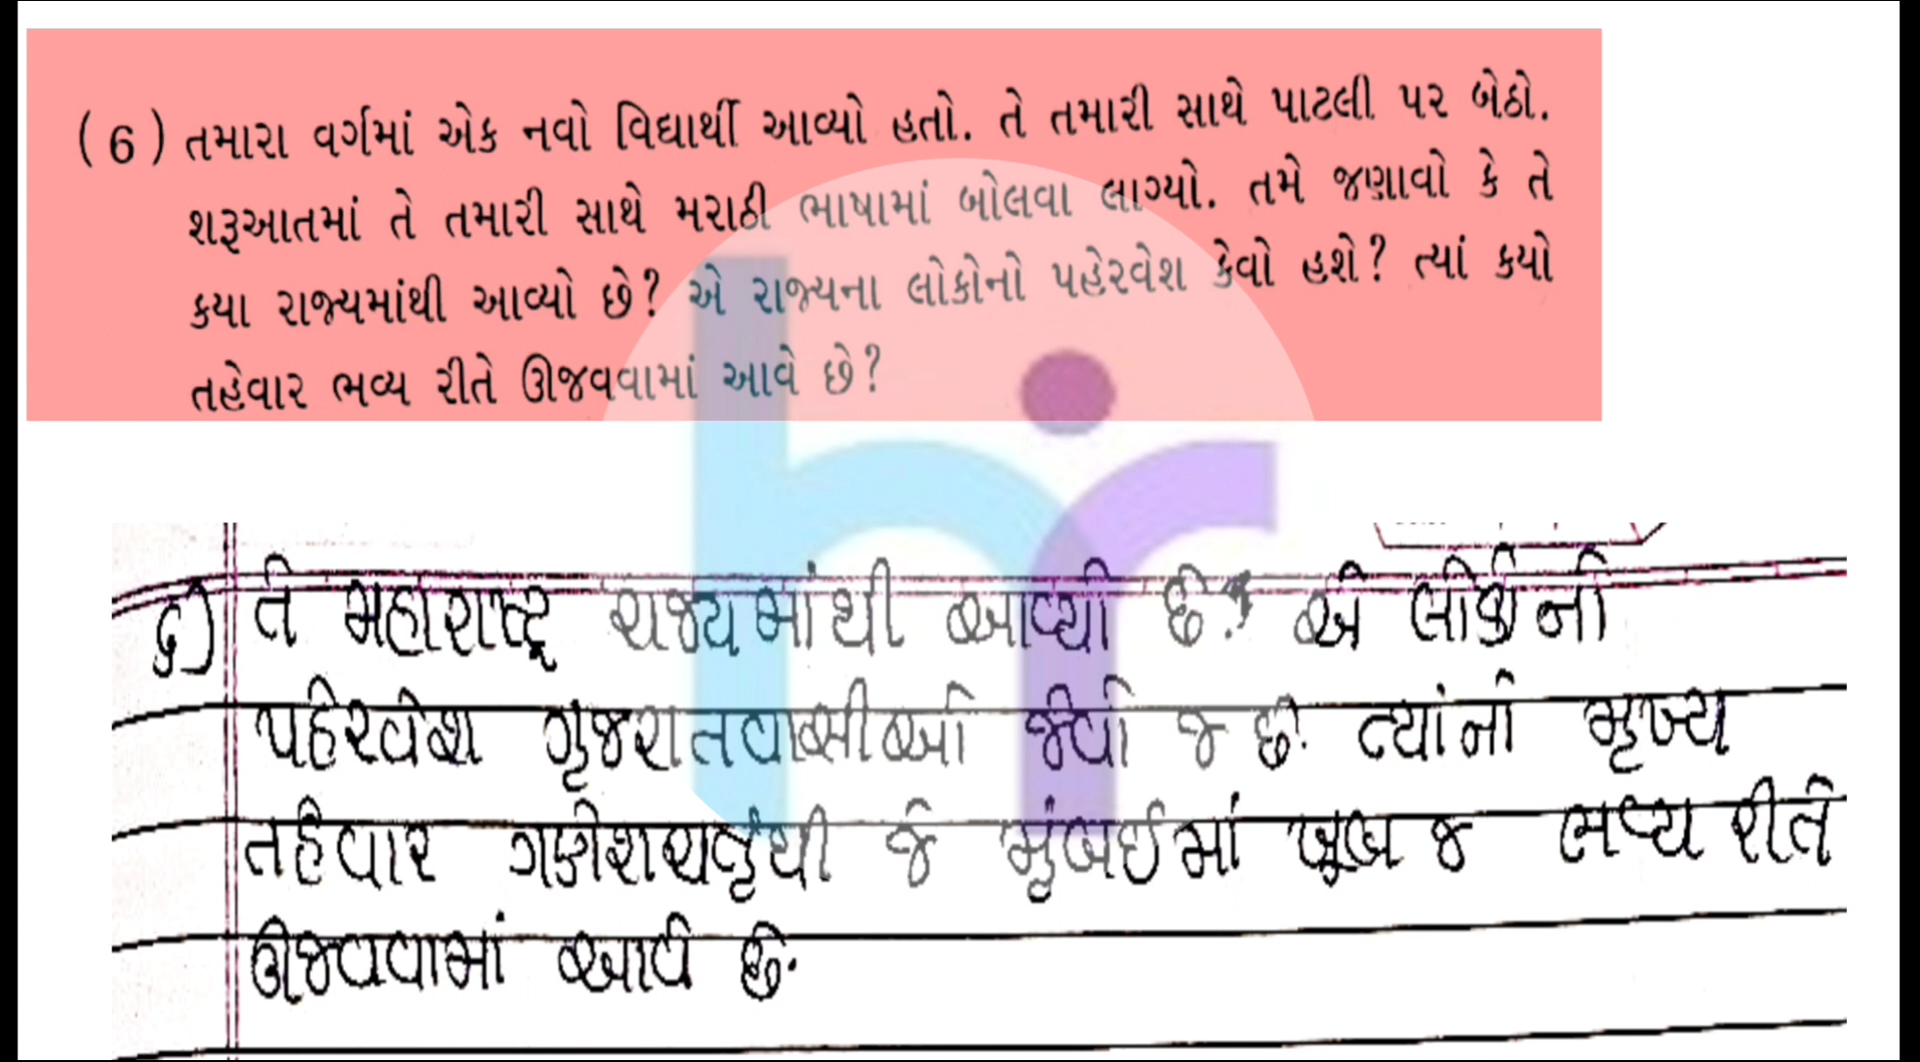 (6) તમારા વર્ગમાં એક નવો વિદ્યાર્થી આવ્યો હતો. તે તમારી સાથે પાટલી પર બેઠો.
શરૂઆતમાં તે તમારી સાથે મરાઠી ભાષામાં બોલવા લાગ્યો. તમે જણાવો કે તે
કયા રાજ્યમાંથી આવ્યો છે? એ રાજ્યના લોકોનો પહેરવેશ કેવો હશે? ત્યાં કયો
તહેવાર ભવ્ય રીતે ઊજવવામાં આવે છે?
૬) તે મહારાષ્ટ્ર રાજ્યમાંથી આવ્યો છે. એ લોકોનો
પહેરવેશ ગુજરાતવાસીઓ જેવો જ છે. ત્યાંનો મુખ્ય
તહેવાર ગણેશચતુર્થી જે મુંબઈમાં ખૂબ જ ભવ્ય રીતે
ઊજવવામાં આવે છે.